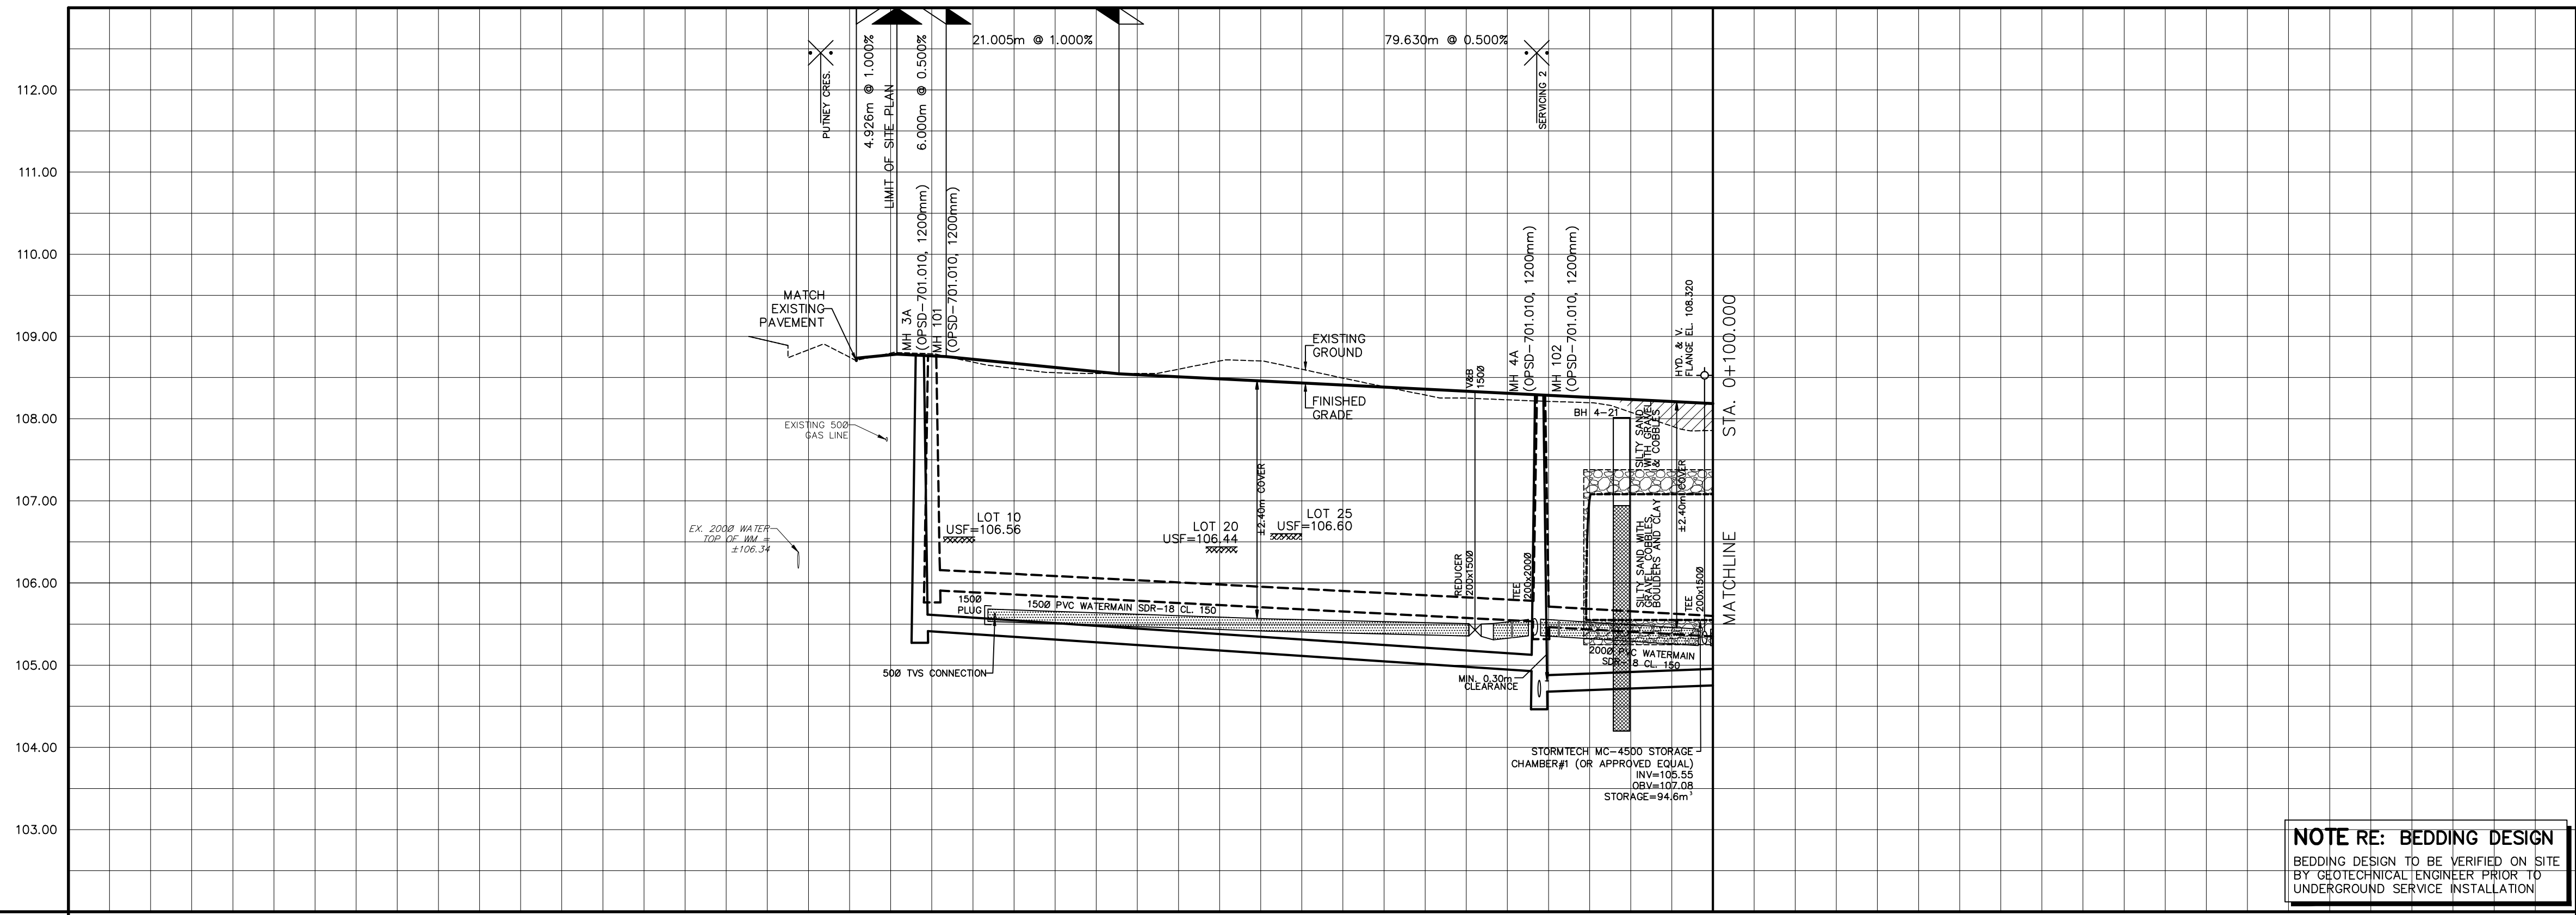 112.00
111.00
110.00
109.00
108.00
107.00
106.00
105.00
104.00
103.00
PUTNEY CRES.
4.926m @ 1.000%
LIMIT OF SITE PLAN
6.000m @ 0.500%
21.005m @ 1.000%
79.630m @ 0.500%
SERVICING 2
MATCH
EXISTING
PAVEMENT
MH 3A
(OPSD-701.010, 1200mm)
MH 101
(OPSD-701.010, 1200mm)
EXISTING
GROUND
FINISHED
GRADE
V&B
150Ø
MH 4A
(OPSD-701.010, 1200mm)
MH 102
(OPSD-701.010, 1200mm)
HYD. & V.
FLANGE EL. 108.320
STA. 0+100.000
MATCHLINE
EXISTING 50Ø
GAS LINE
BH 4-21
SILTY SAND
WITH GRAVEL
& COBBLES
±2.40m COVER
±2.40m COVER
EX. 200Ø WATER
TOP OF WM =
±106.34
LOT 10
USF=106.56
LOT 20
USF=106.44
LOT 25
USF=106.60
REDUCER
200x150Ø
TEE
200x200Ø
SILTY SAND WITH
GRAVEL, COBBLES,
BOULDERS AND CLAY
TEE
200x150Ø
150Ø
PLUG
150Ø PVC WATERMAIN SDR-18 CL. 150
50Ø TVS CONNECTION
200Ø PVC WATERMAIN
SDR-18 CL. 150
MIN. 0.30m
CLEARANCE
STORMTECH MC-4500 STORAGE
CHAMBER#1 (OR APPROVED EQUAL)
INV=105.55
OBV=107.08
STORAGE=94.6m³
NOTE RE: BEDDING DESIGN
BEDDING DESIGN TO BE VERIFIED ON SITE
BY GEOTECHNICAL ENGINEER PRIOR TO
UNDERGROUND SERVICE INSTALLATION